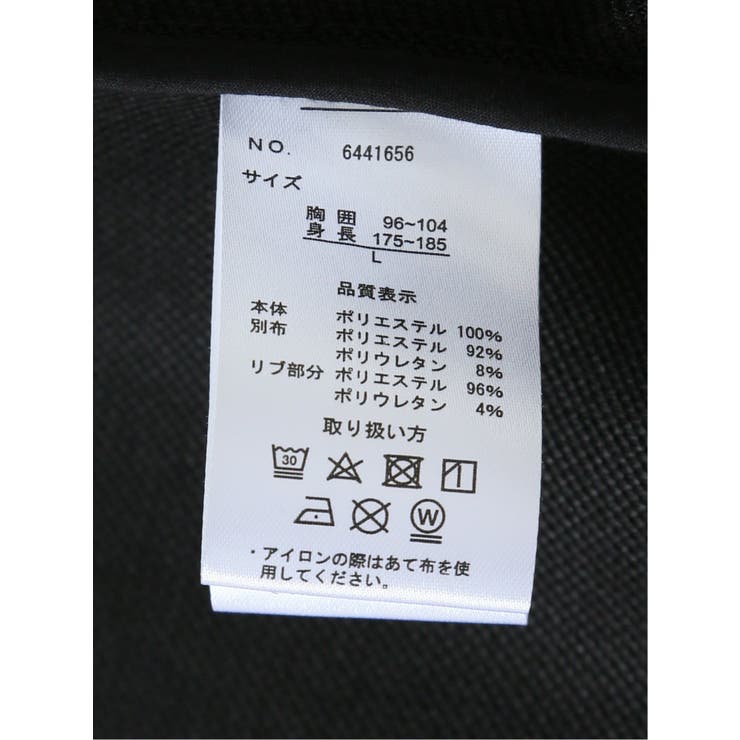 NO. 6441656
サイズ
胸囲 96~104
身長 175~185
L
品質表示
本体 ポリエステル 100%
別布 ポリエステル 92%
ポリウレタン 8%
リブ部分 ポリエステル 96%
ポリウレタン 4%
取り扱い方
30
W
・アイロンの際はあて布を使
用してください。